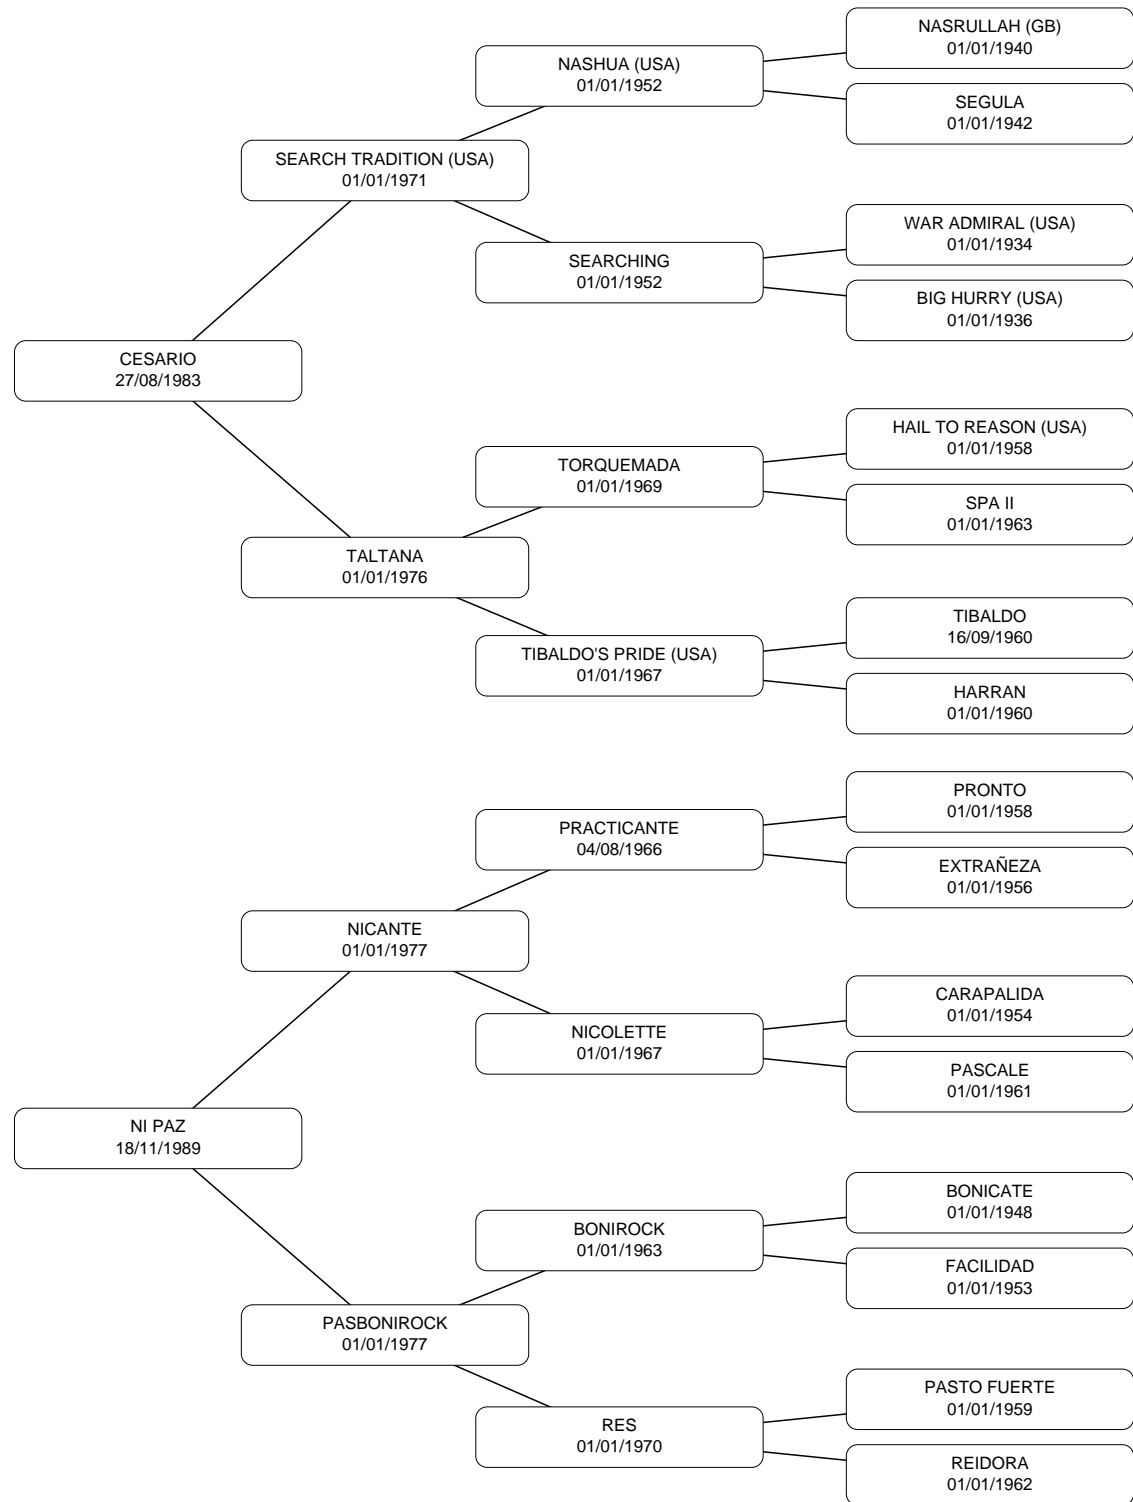 NASRULLAH (GB)
01/01/1940
NASHUA (USA)
01/01/1952
SEGULA
01/01/1942
SEARCH TRADITION (USA)
01/01/1971
WAR ADMIRAL (USA)
01/01/1934
SEARCHING
01/01/1952
BIG HURRY (USA)
01/01/1936
CESARIO
27/08/1983
HAIL TO REASON (USA)
01/01/1958
TORQUEMADA
01/01/1969
SPA II
01/01/1963
TALTANA
01/01/1976
TIBALDO
16/09/1960
TIBALDO'S PRIDE (USA)
01/01/1967
HARRAN
01/01/1960
PRONTO
01/01/1958
PRACTICANTE
04/08/1966
EXTRAÑEZA
01/01/1956
NICANTE
01/01/1977
CARAPALIDA
01/01/1954
NICOLETTE
01/01/1967
PASCALE
01/01/1961
NI PAZ
18/11/1989
BONICATE
01/01/1948
BONIROCK
01/01/1963
FACILIDAD
01/01/1953
PASBONIROCK
01/01/1977
PASTO FUERTE
01/01/1959
RES
01/01/1970
REIDORA
01/01/1962